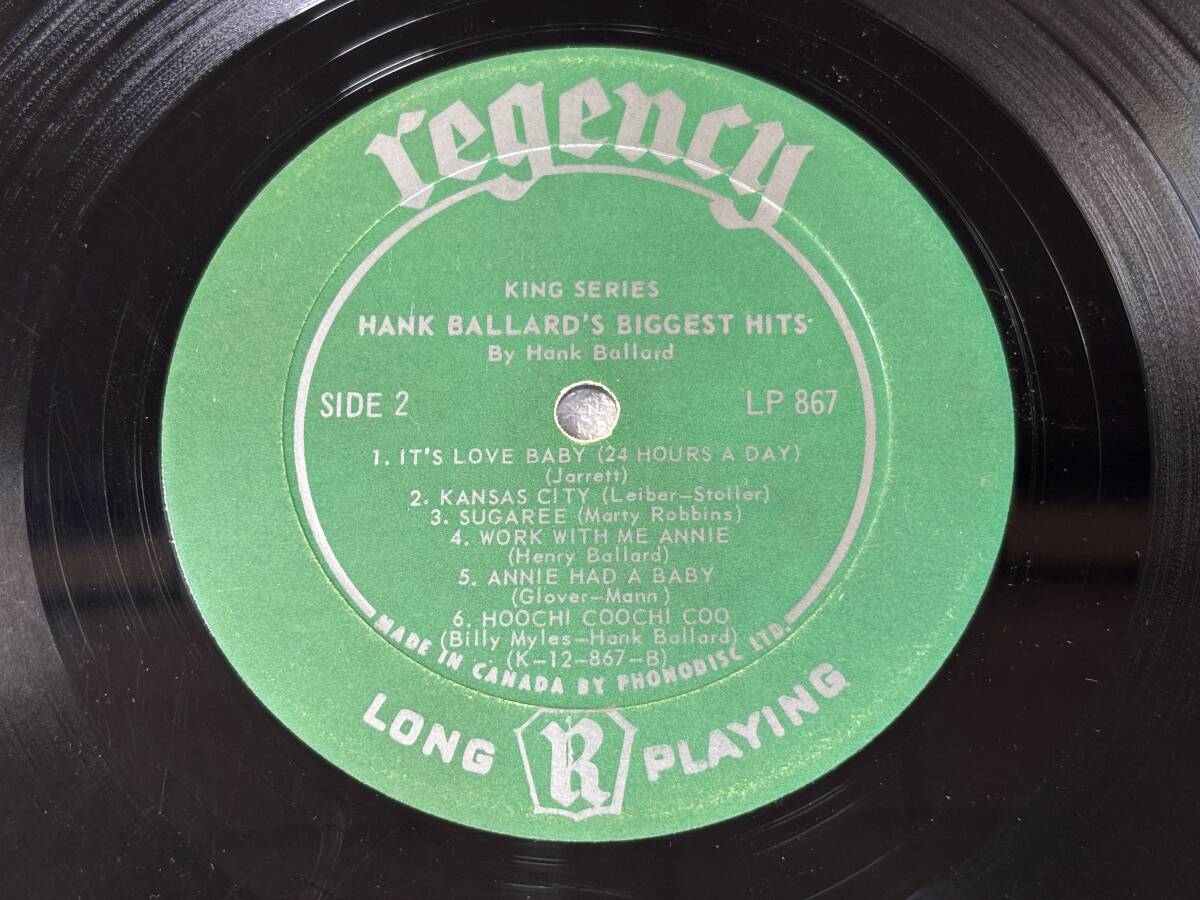 regency
KING SERIES
HANK BALLARD'S BIGGEST HITS
By Hank Ballard
SIDE 2
LP 867
1. IT'S LOVE BABY (24 HOURS A DAY)
(Jarrett)
2. KANSAS CITY (Leiber-Stoller)
3. SUGAREE (Marty Robbins)
4. WORK WITH ME ANNIE
(Henry Ballard)
5. ANNIE HAD A BABY
(Glover-Mann)
6. HOOCHI COOCHI COO
(Billy Myles-Hank Ballard)
(K-12-867-B)
MADE IN CANADA BY PHONODISC LTD.
LONG R PLAYING